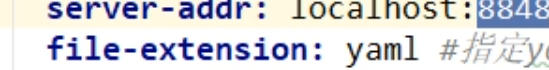 server-addr: localhost:8848
file-extension: yaml #指定